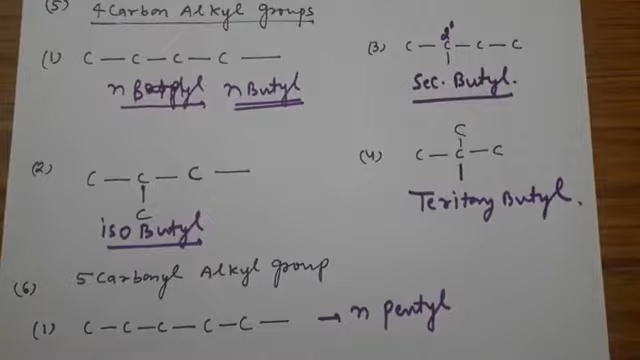 (5) 4 Carbon Alkyl Groups
(1) C — C — C — C —
n Butyl
(3) C — C — C — C
Sec. Butyl.
(2) C — C — C —
C
iso Butyl
C
(4) C — C — C
Teritary Butyl.
(6) 5 Carbonyl Alkyl group
(1) C — C — C — C — C — → n pentyl